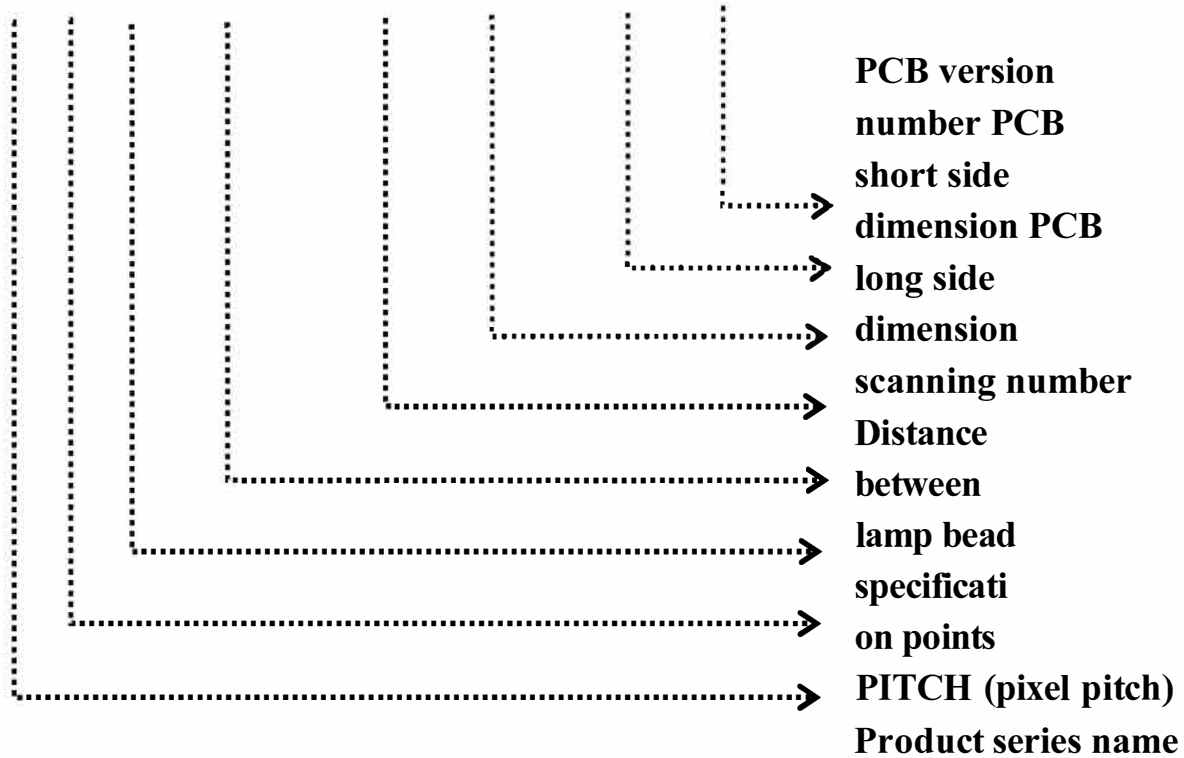 PCB version
number PCB
short side
dimension PCB
long side
dimension
scanning number
Distance
between
lamp bead
specificati
on points
PITCH (pixel pitch)
Product series name